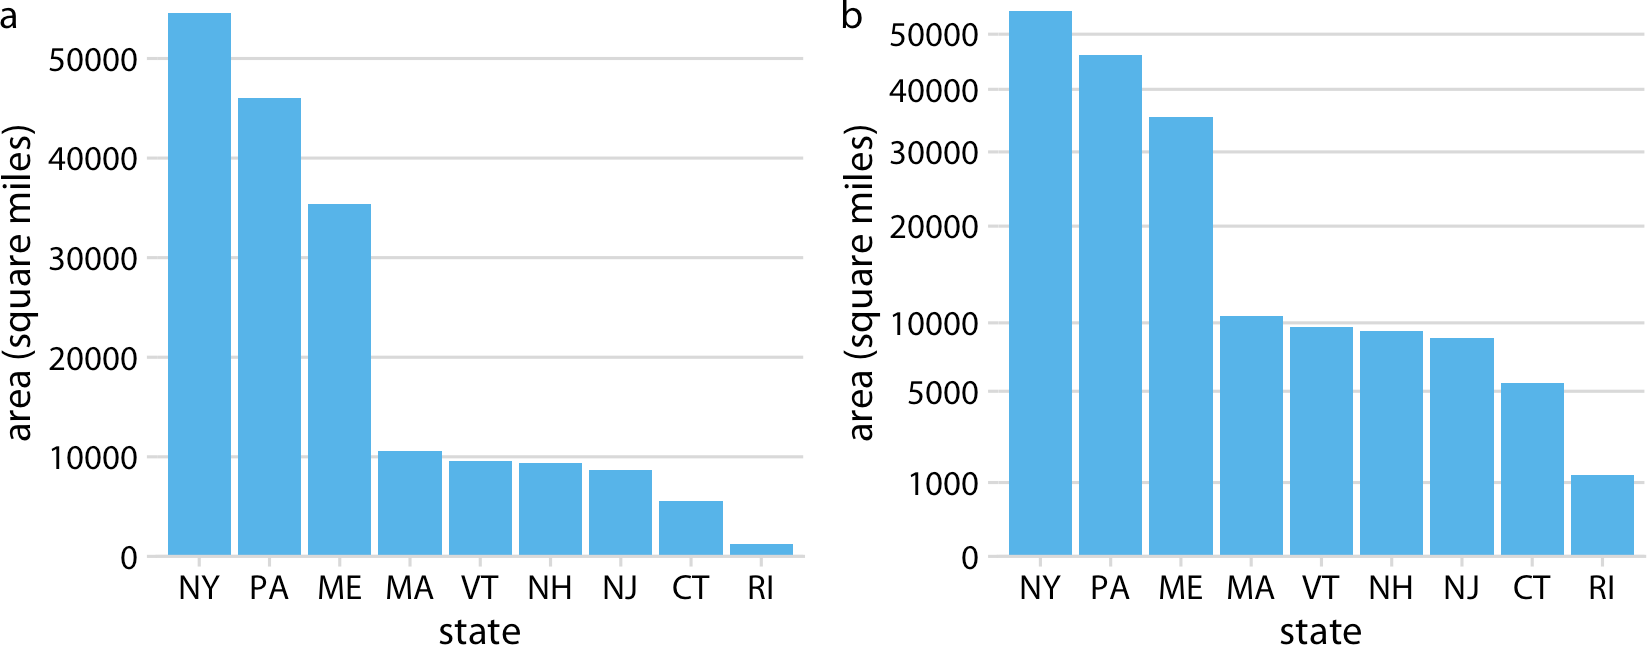 a
area (square miles)
50000
40000
30000
20000
10000
0
NY PA ME MA VT NH NJ CT RI
state
b
area (square miles)
50000
40000
30000
20000
10000
5000
1000
0
NY PA ME MA VT NH NJ CT RI
state